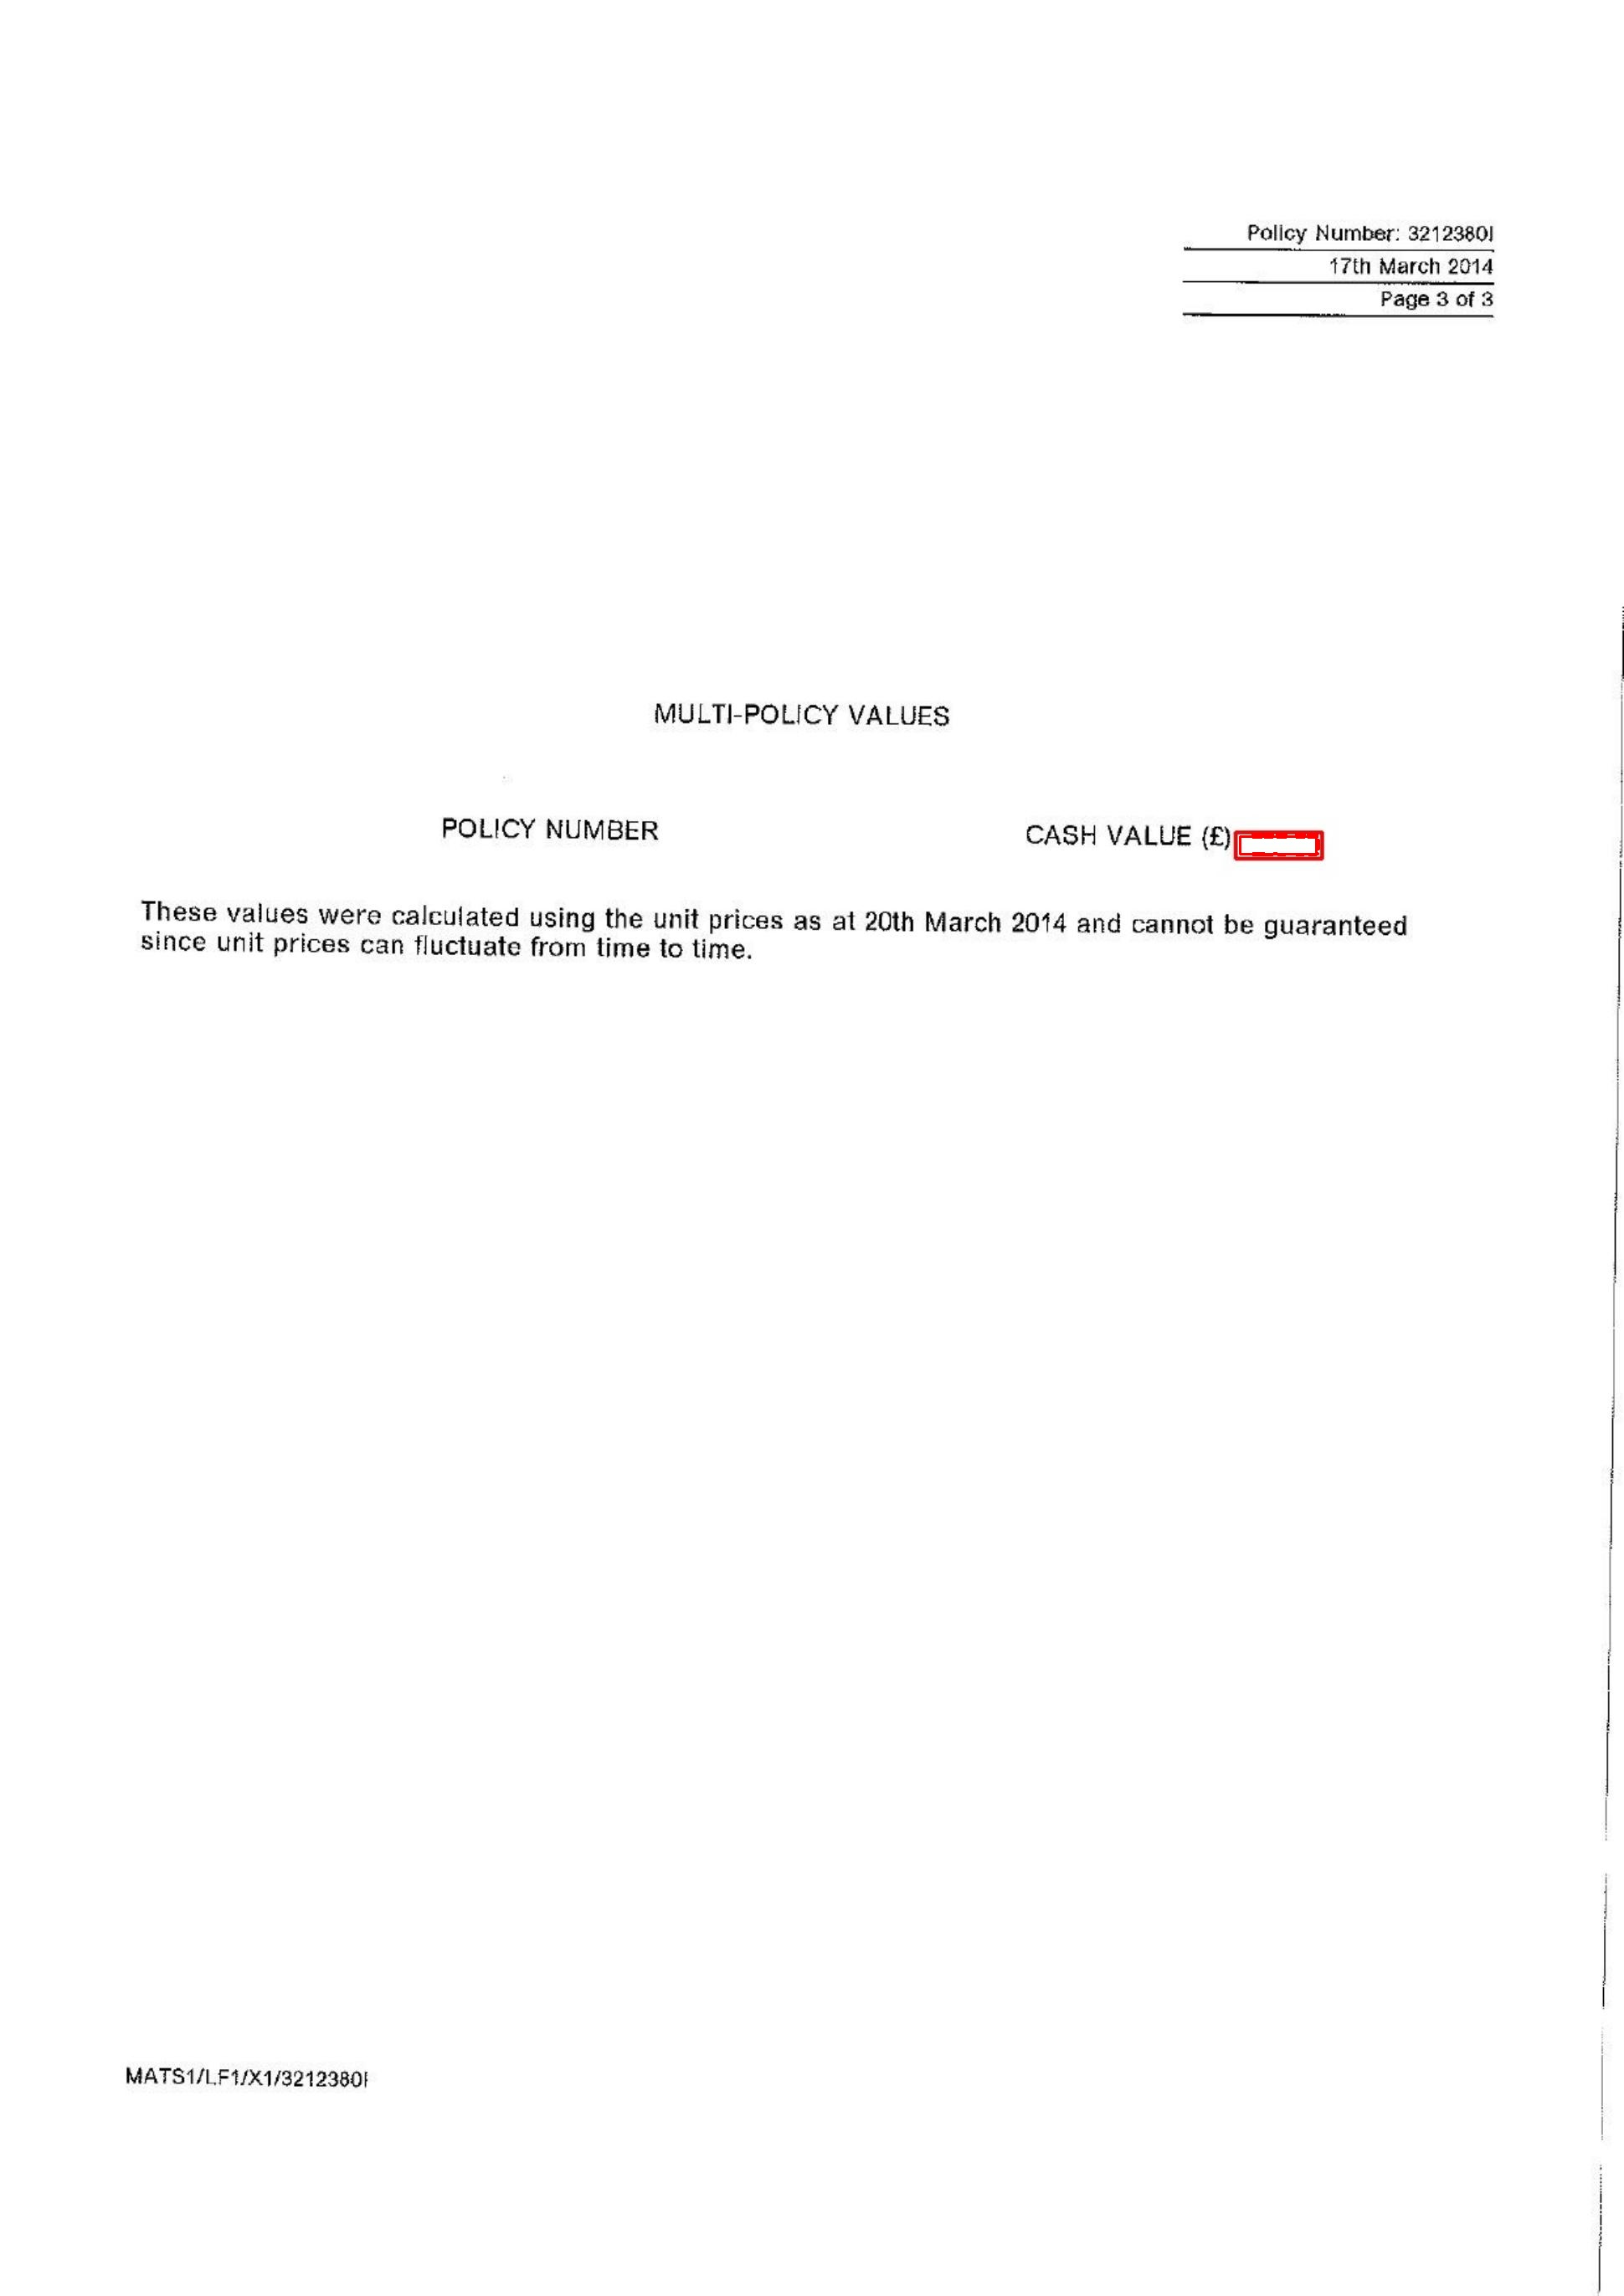 Policy Number: 3212380I
17th March 2014
Page 3 of 3
MULTI-POLICY VALUES
POLICY NUMBER CASH VALUE (£)
These values were calculated using the unit prices as at 20th March 2014 and cannot be guaranteed
since unit prices can fluctuate from time to time.
MATS1/LF1/X1/3212380I